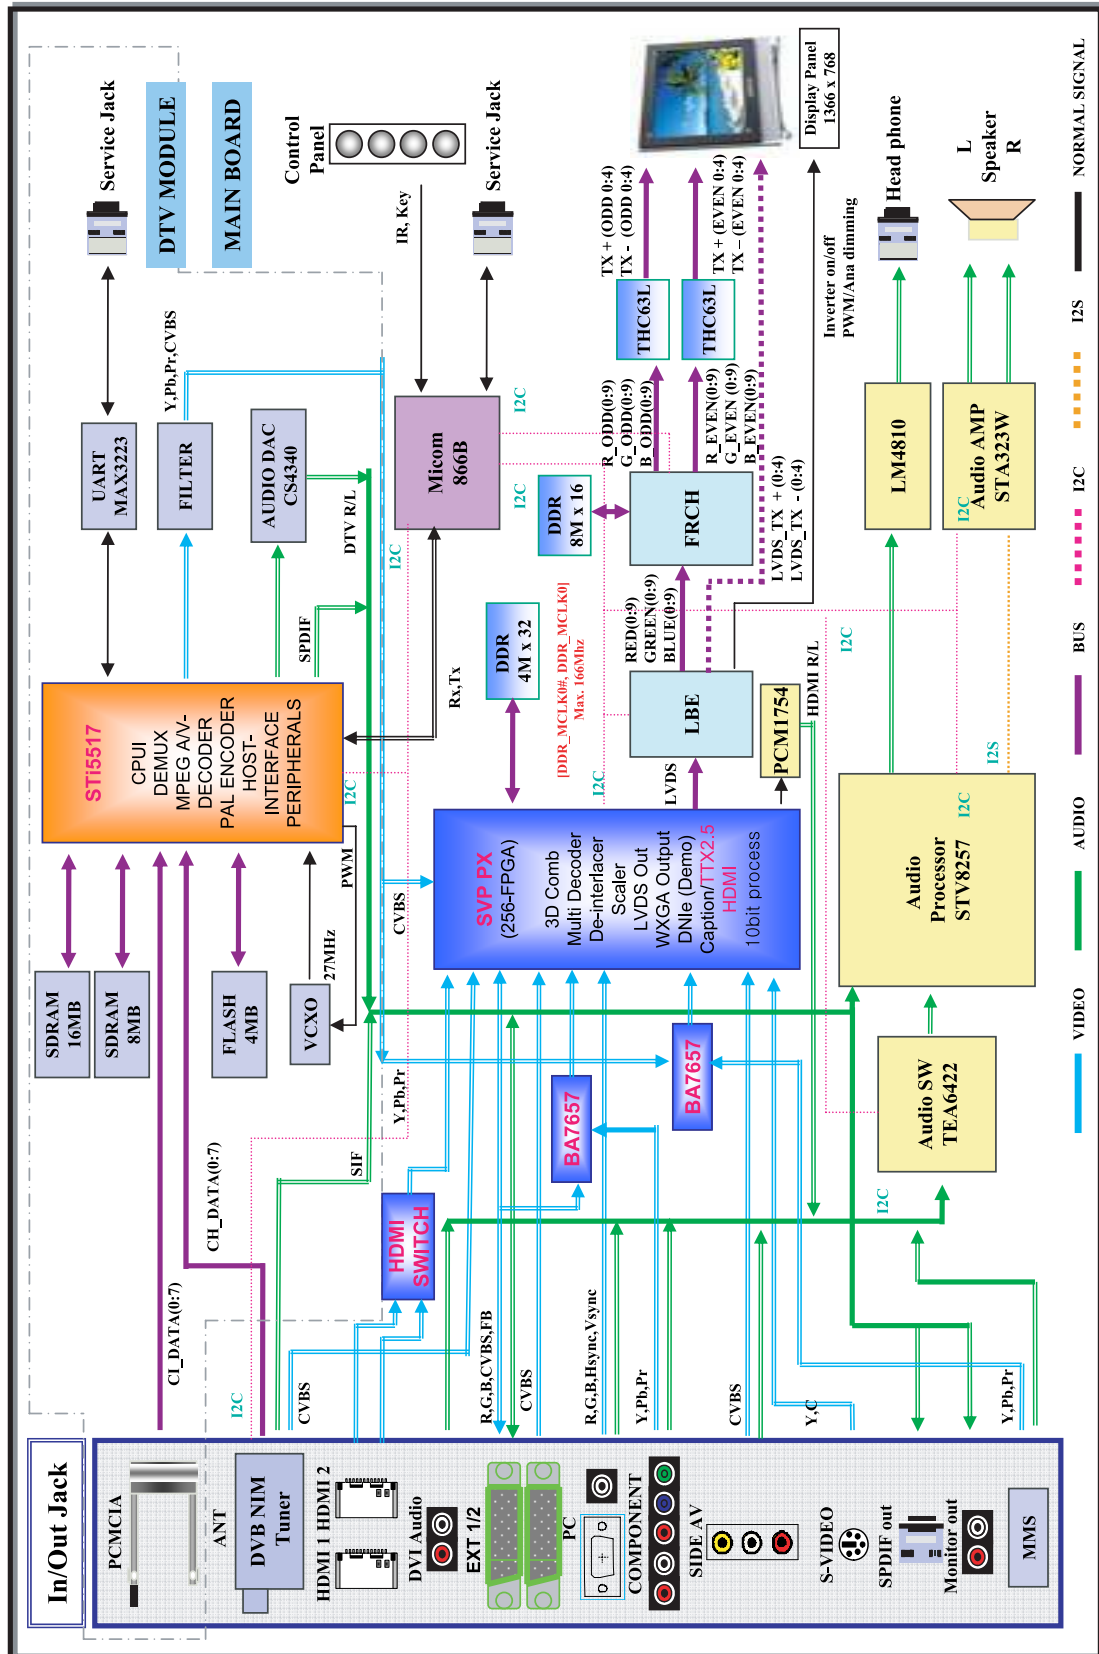 In/Out Jack
PCMCIA
ANT
DVB NIM
Tuner
HDMI 1 HDMI 2
DVI Audio
EXT 1/2
PC
COMPONENT
SIDE AV
S-VIDEO
SPDIF out
Monitor out
MMS
CI_DATA(0:7)
CH_DATA(0:7)
I2C
CVBS
SIF
Y,Pb,Pr
HDMI
SWITCH
R,G,B,CVBS,FB
CVBS
R,G,B,Hsync,Vsync
Y,Pb,Pr
CVBS
Y,C
Y,Pb,Pr
BA7657
BA7657
I2C
Audio SW
TEA6422
SDRAM
16MB
SDRAM
8MB
FLASH
4MB
VCXO
27MHz
PWM
CVBS
STi5517
CPUI
DEMUX
MPEG A/V-
DECODER
PAL ENCODER
HOST-
INTERFACE
PERIPHERALS
I2C
SVP PX
(256-FPGA)
3D Comb
Multi Decoder
De-interlacer
Scaler
LVDS Out
WXGA Output
DNIe (Demo)
Caption/TTX2.5
HDMI
10bit process
Audio
Processor
STV8257
I2C
I2S
SPDIF
DTV R/L
Rx,Tx
DDR
4M x 32
[DDR_MCLK0#, DDR_MCLK0]
Max. 166Mhz
I2C
LVDS
LBE
PCM1754
HDMI R/L
I2C
RED(0:9)
GREEN(0:9)
BLUE(0:9)
LVDS_TX + (0:4)
LVDS_TX - (0:4)
UART
MAX3223
FILTER
Y,Pb,Pr,CVBS
AUDIO DAC
CS4340
I2C
Micom
866B
I2C
I2C
DDR
8M x 16
FRCH
R_ODD(0:9)
G_ODD(0:9)
B_ODD(0:9)
R_EVEN(0:9)
G_EVEN (0:9)
B_EVEN(0:9)
THC63L
THC63L
TX + (ODD 0:4)
TX - (ODD 0:4)
TX + (EVEN 0:4)
TX – (EVEN 0:4)
Inverter on/off
PWM/Ana dimming
LM4810
Audio AMP
STA323W
I2C
Service Jack
DTV MODULE
MAIN BOARD
Control
Panel
IR, Key
Service Jack
Display Panel
1366 x 768
Head phone
L
Speaker
R
VIDEO
AUDIO
BUS
I2C
I2S
NORMAL SIGNAL